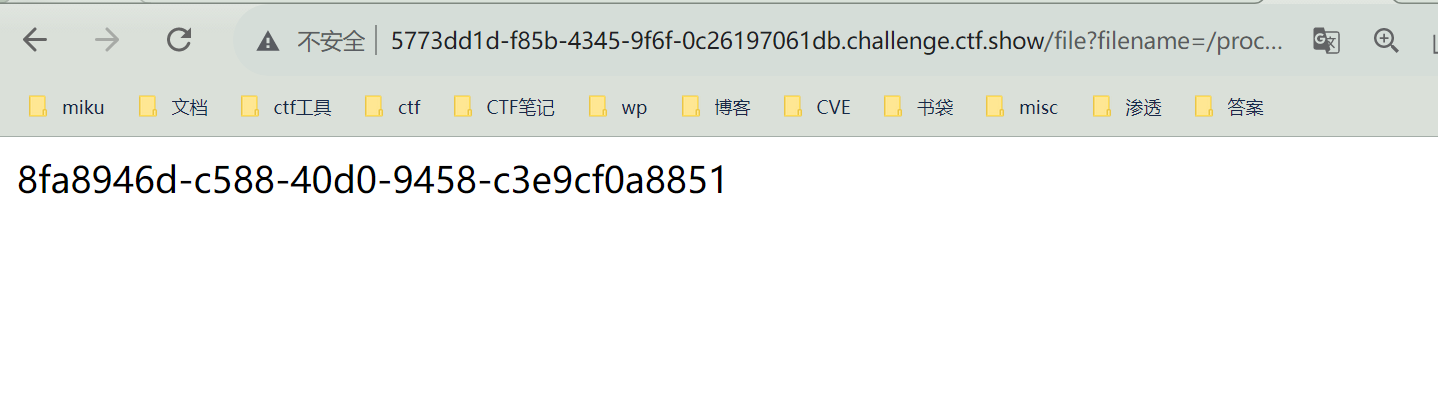 不安全 5773dd1d-f85b-4345-9f6f-0c26197061db.challenge.ctf.show/file?filename=/proc...
miku 文档 ctf工具 ctf CTF笔记 wp 博客 CVE 书袋 misc 渗透 答案
8fa8946d-c588-40d0-9458-c3e9cf0a8851